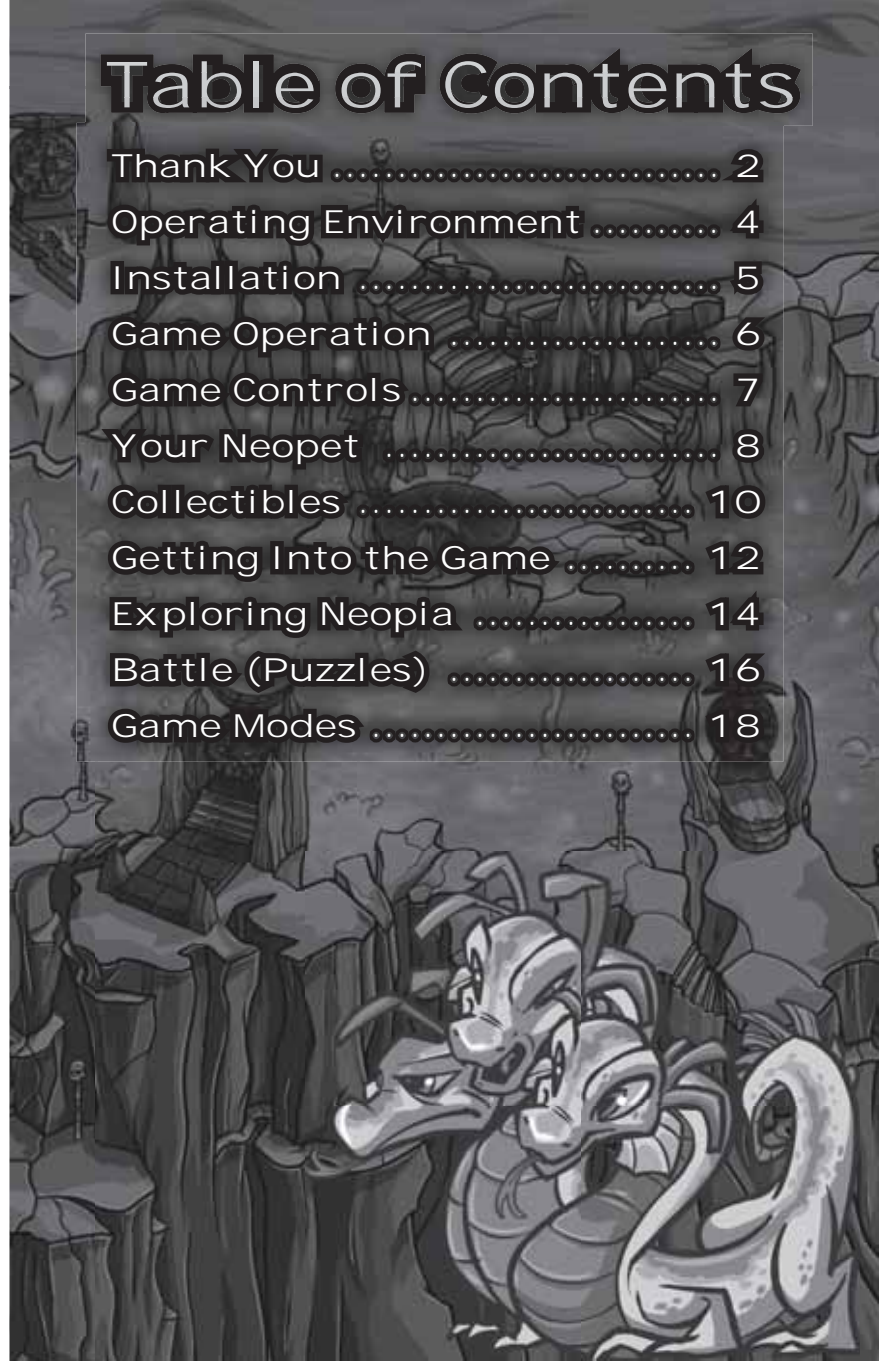 Table of Contents
Thank You ............................... 2
Operating Environment .......... 4
Installation ............................ 5
Game Operation ..................... 6
Game Controls ........................ 7
Your Neopet .......................... 8
Collectibles .......................... 10
Getting Into the Game .......... 12
Exploring Neopia ................. 14
Battle (Puzzles) ................... 16
Game Modes ......................... 18